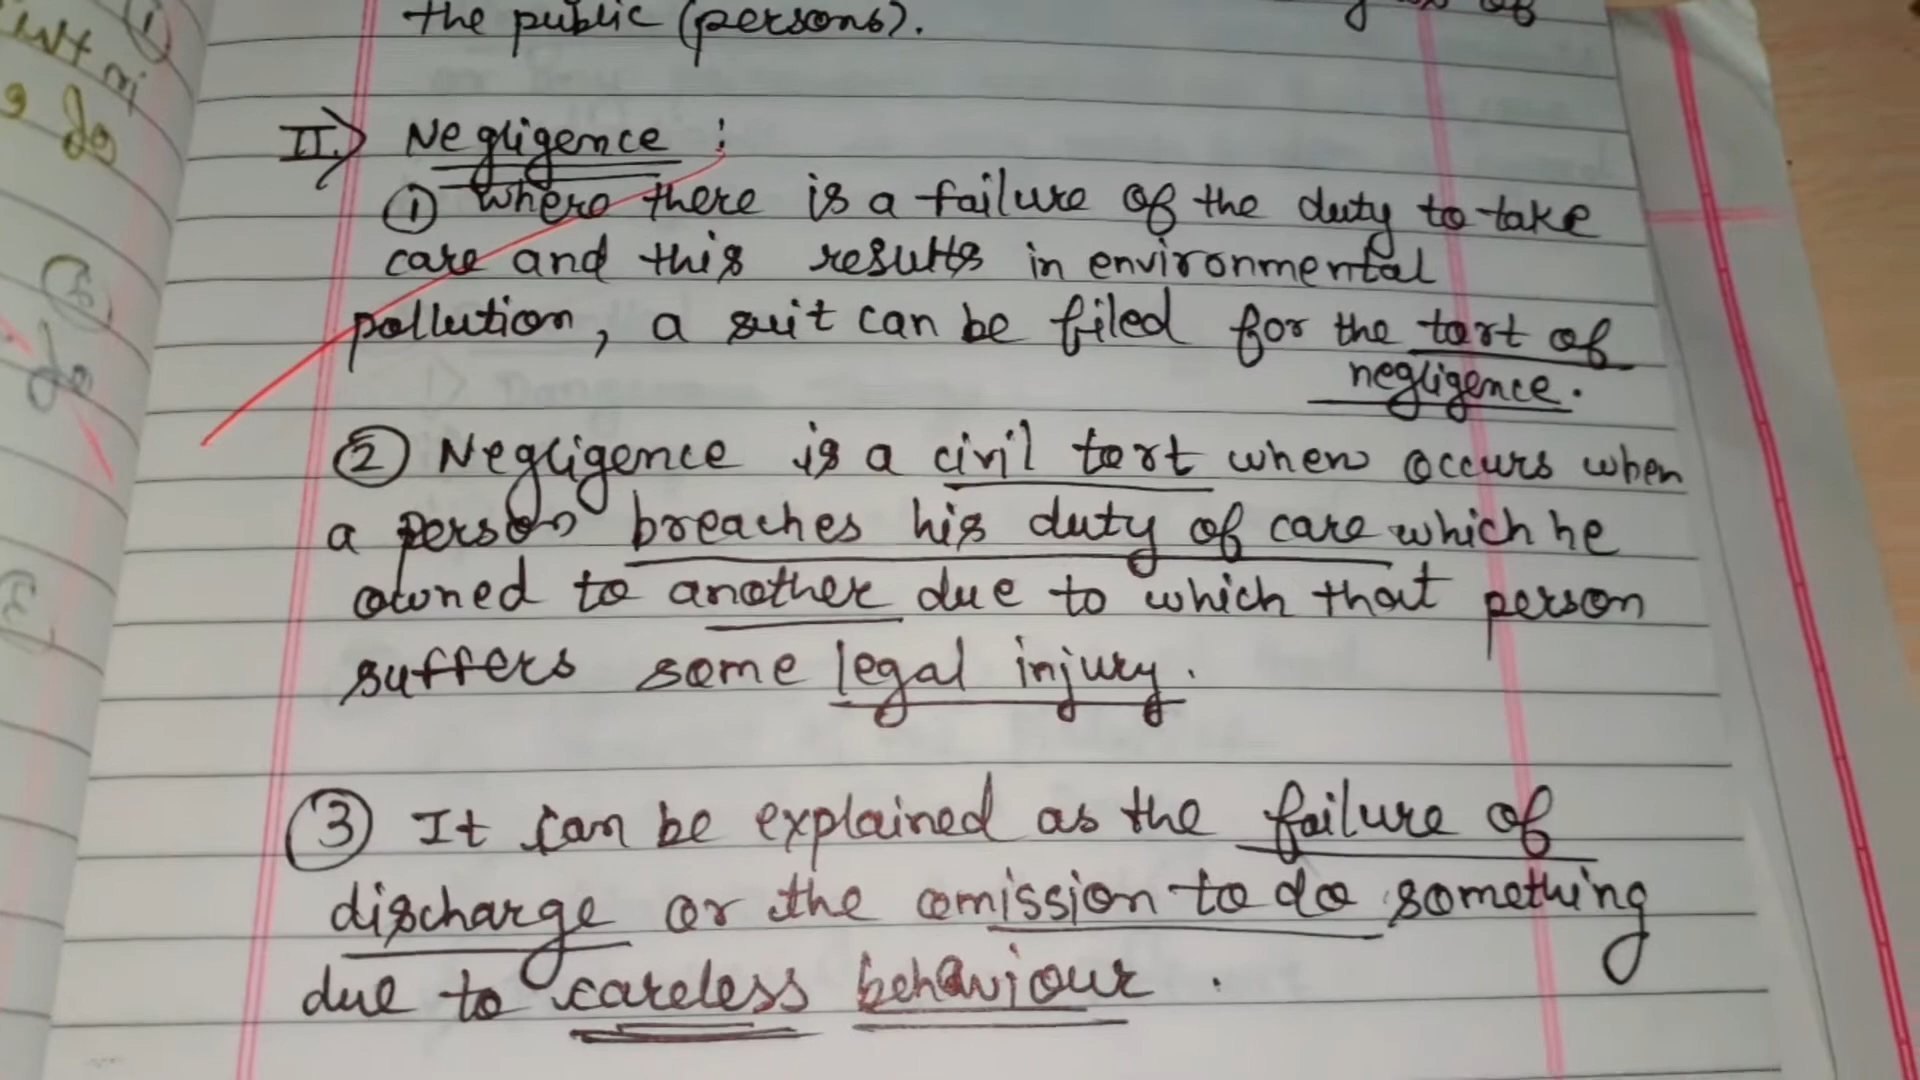 the public (persons).
II) Negligence :
① where there is a failure of the duty to take
care and this results in environmental
pollution, a suit can be filed for the tort of
negligence.
② Negligence is a civil tort when occurs when
a person breaches his duty of care which he
owned to another due to which that person
suffers some legal injury.
③ It can be explained as the failure of
discharge or the omission to do something
due to careless behaviour.